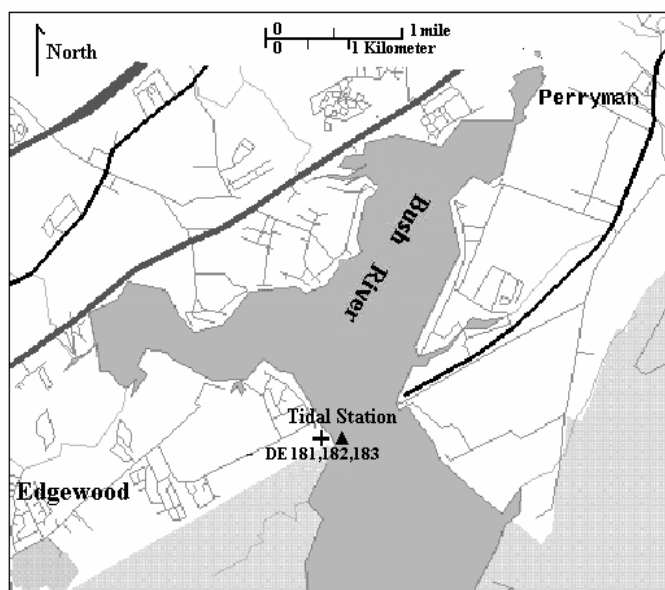 0 1 mile
0 1 Kilometer
North
Perryman
Bush
River
Tidal Station
DE 181,182,183
Edgewood